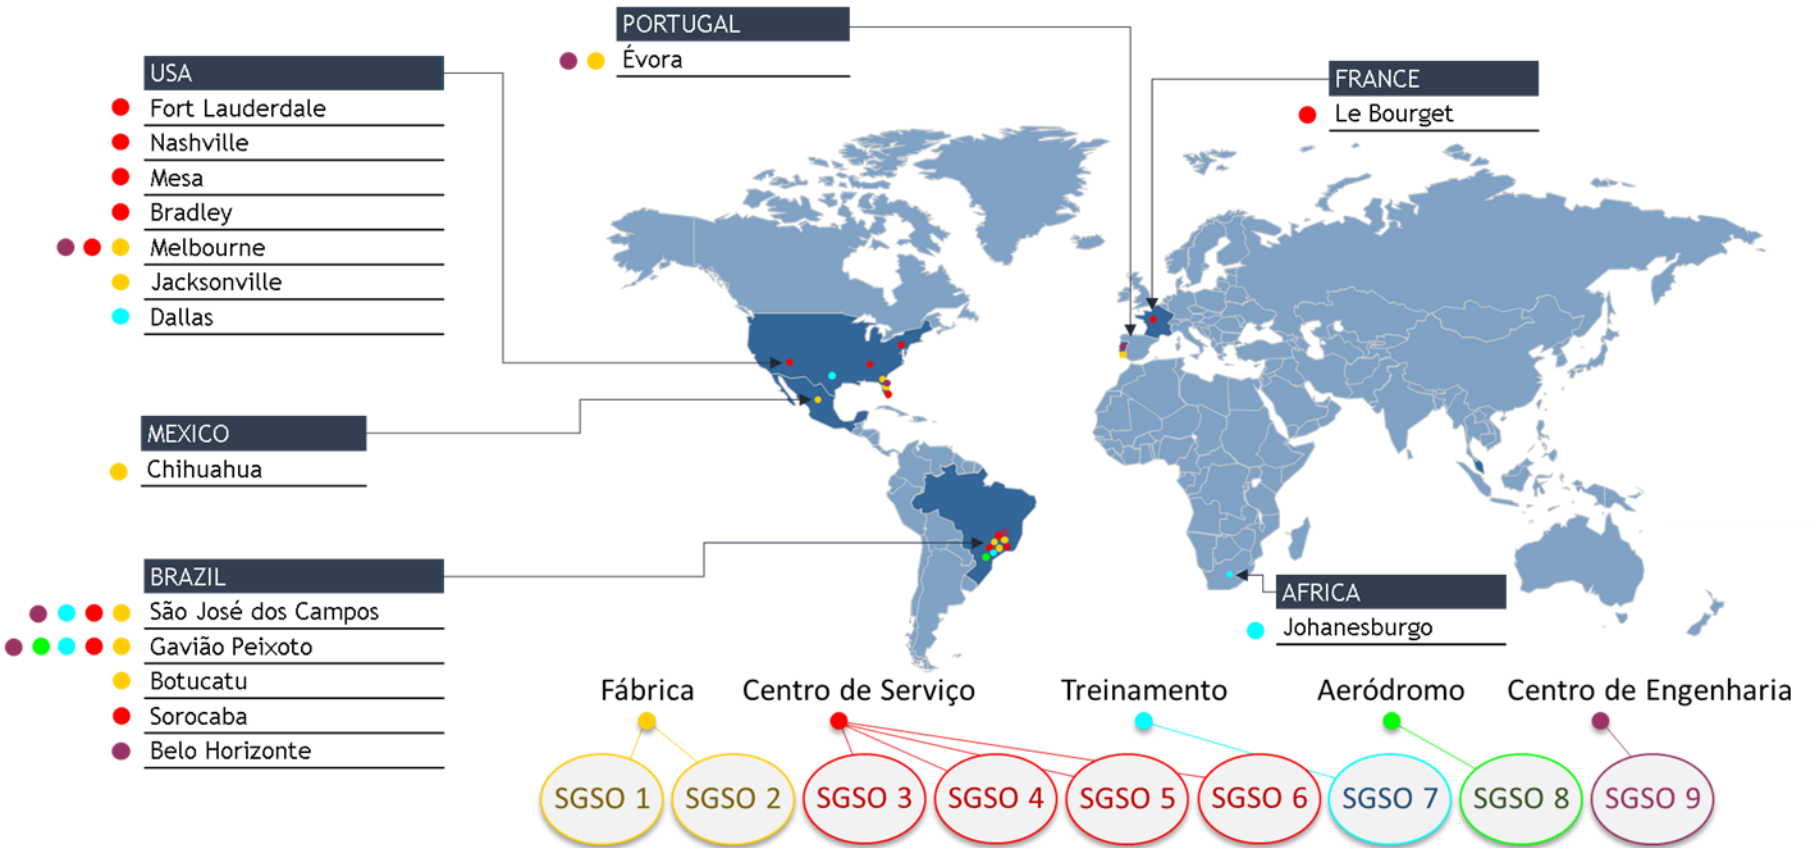 PORTUGAL
Évora
USA
Fort Lauderdale
Nashville
Mesa
Bradley
Melbourne
Jacksonville
Dallas
FRANCE
Le Bourget
MEXICO
Chihuahua
BRAZIL
São José dos Campos
Gavião Peixoto
Botucatu
Sorocaba
Belo Horizonte
AFRICA
Johanesburgo
Fábrica Centro de Serviço Treinamento Aeródromo Centro de Engenharia
SGSO 1 SGSO 2 SGSO 3 SGSO 4 SGSO 5 SGSO 6 SGSO 7 SGSO 8 SGSO 9